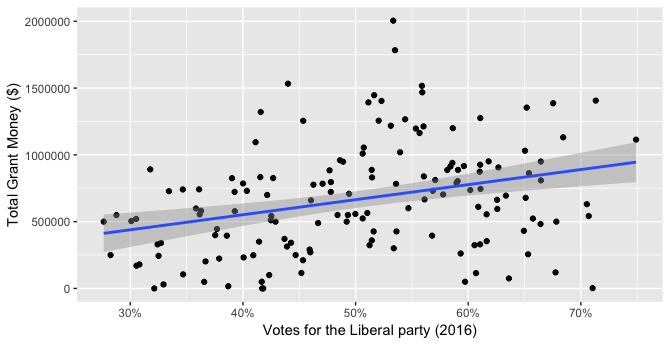 2000000
1500000
1000000
500000
0
Total Grant Money ($)
30% 40% 50% 60% 70%
Votes for the Liberal party (2016)